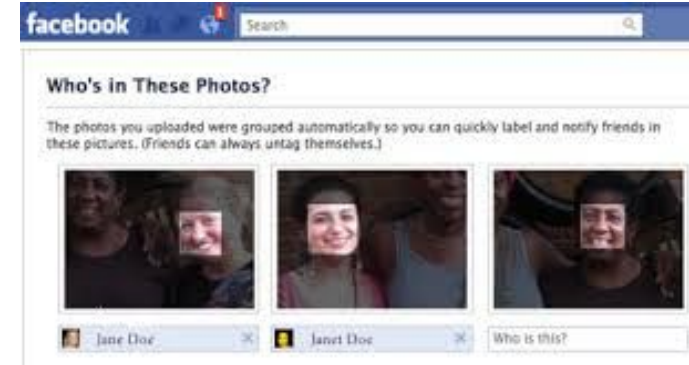 facebook
1
Search
Who's in These Photos?
The photos you uploaded were grouped automatically so you can quickly label and notify friends in
these pictures. (Friends can always untag themselves.)
Jane Doe
Janet Doe
Who is this?